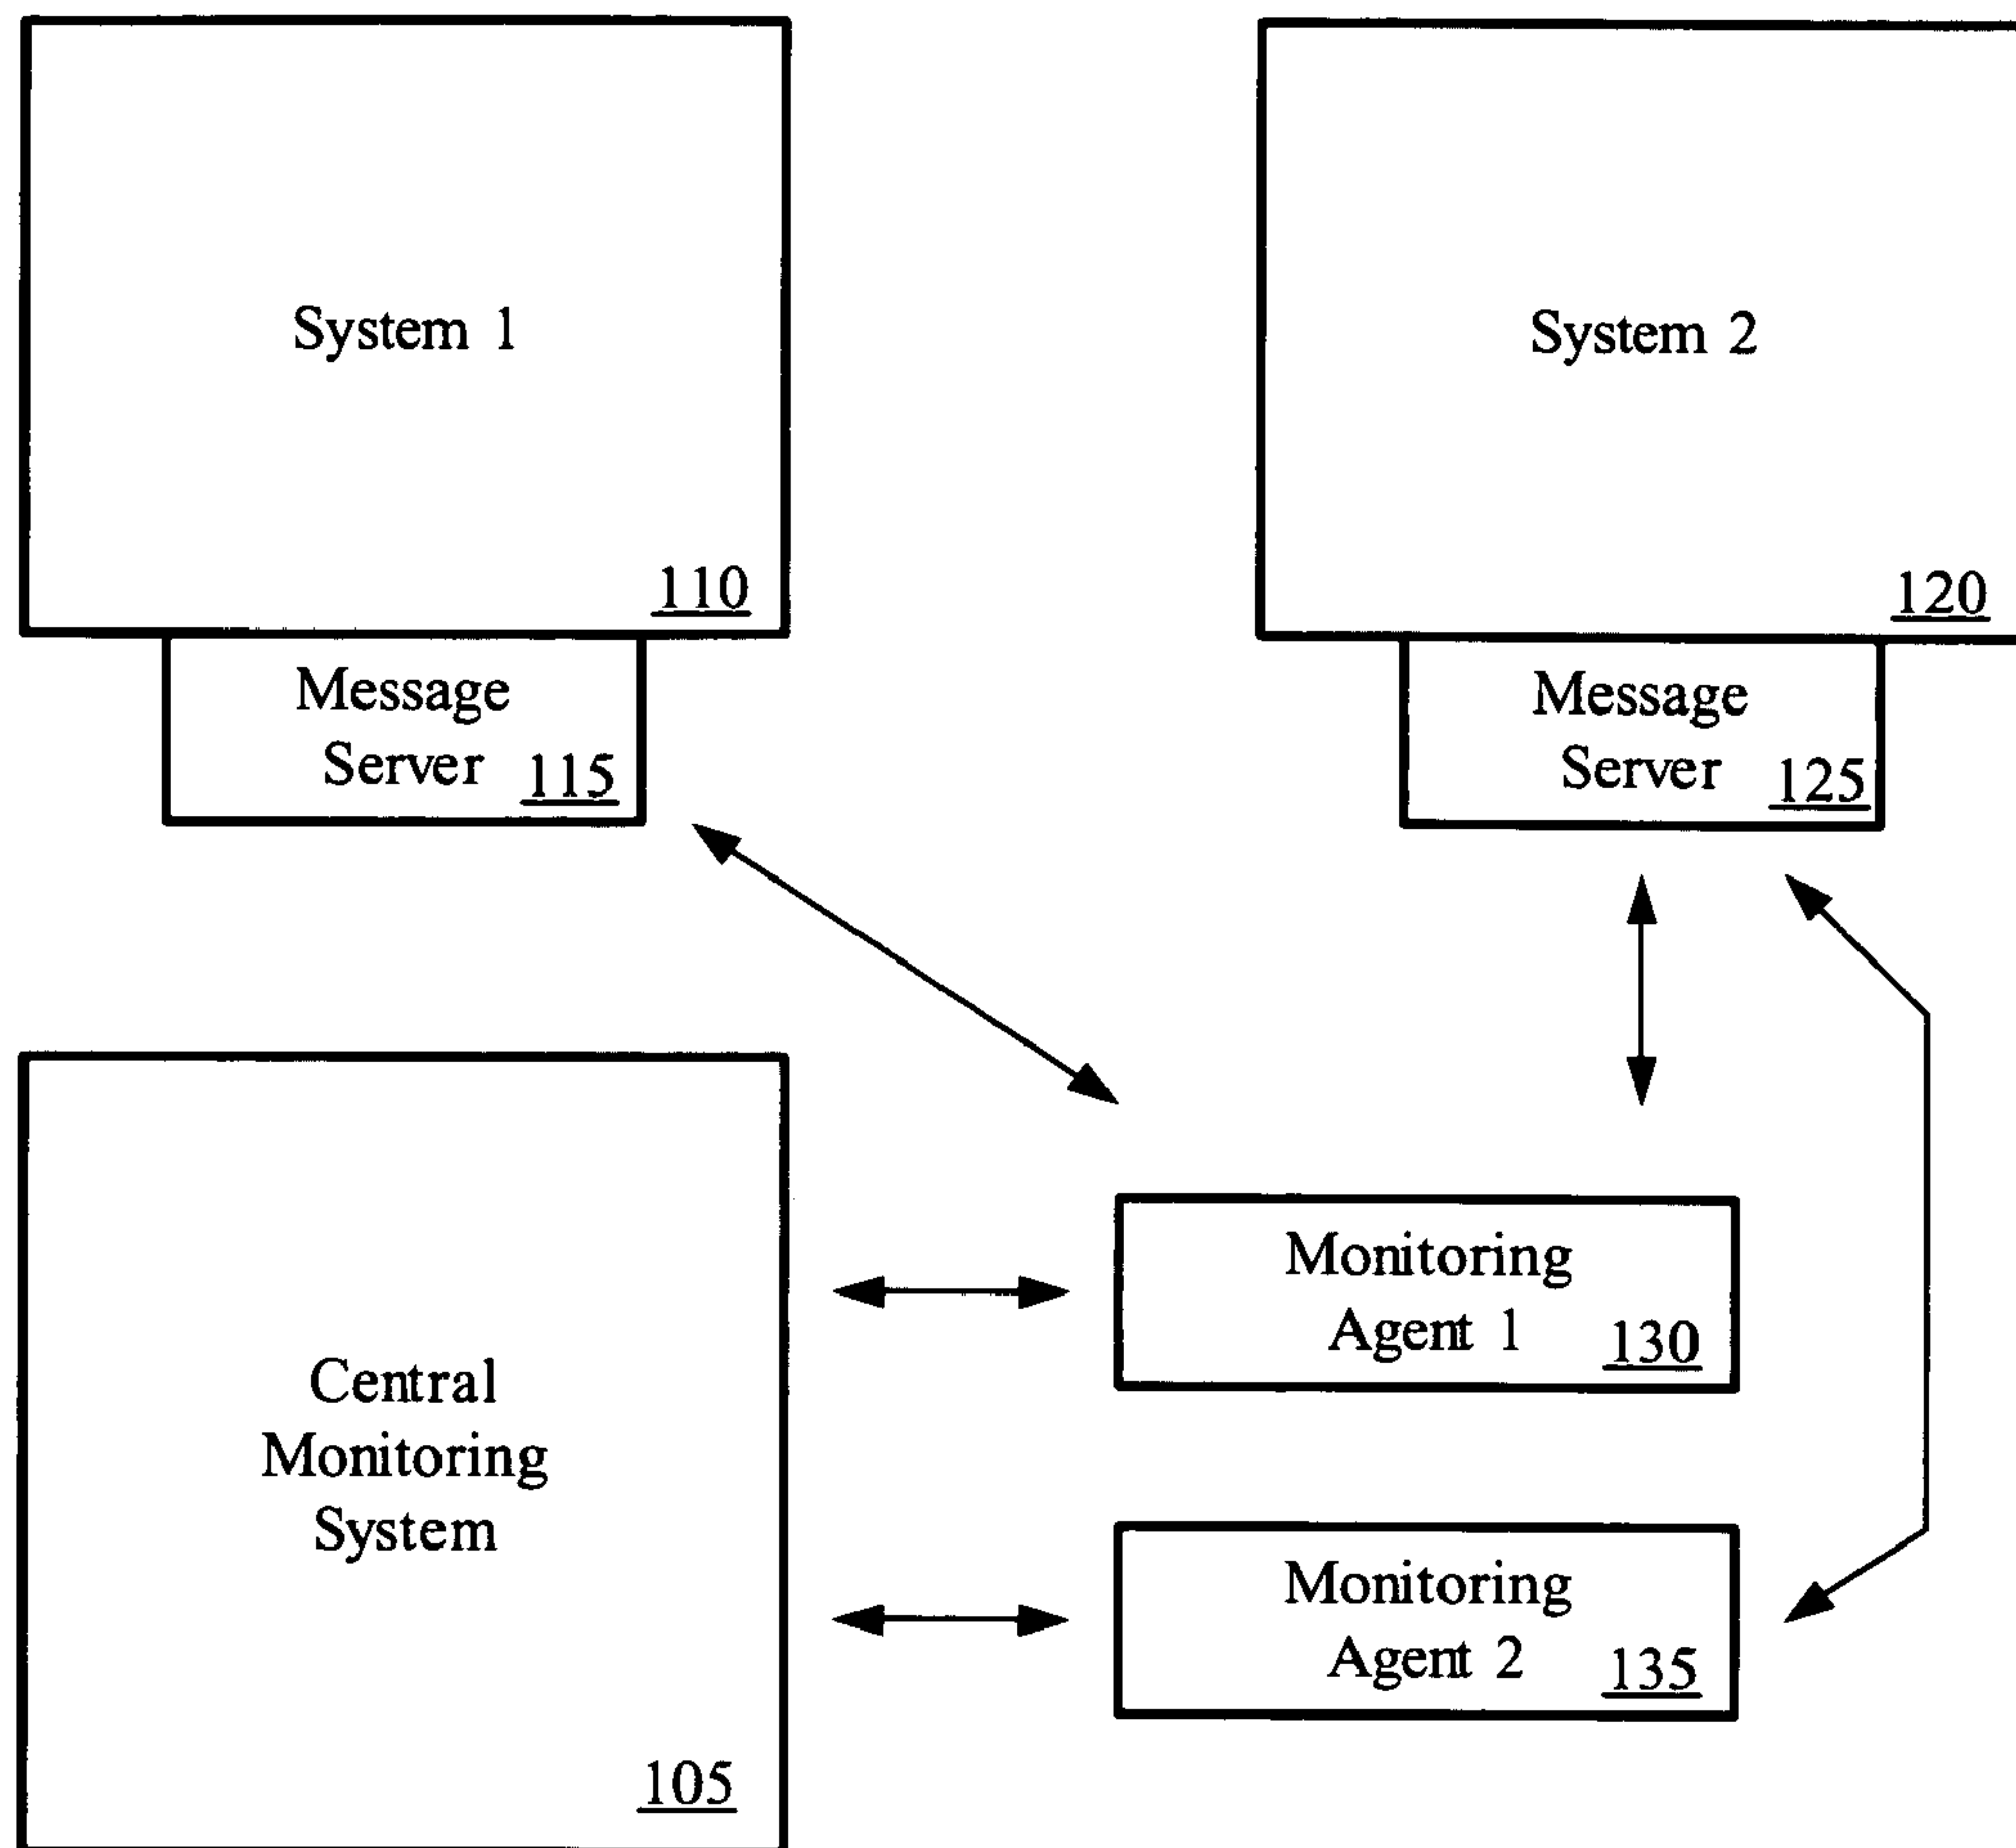 System 1
110
Message
Server 115
System 2
120
Message
Server 125
Central
Monitoring
System
105
Monitoring
Agent 1 130
Monitoring
Agent 2 135